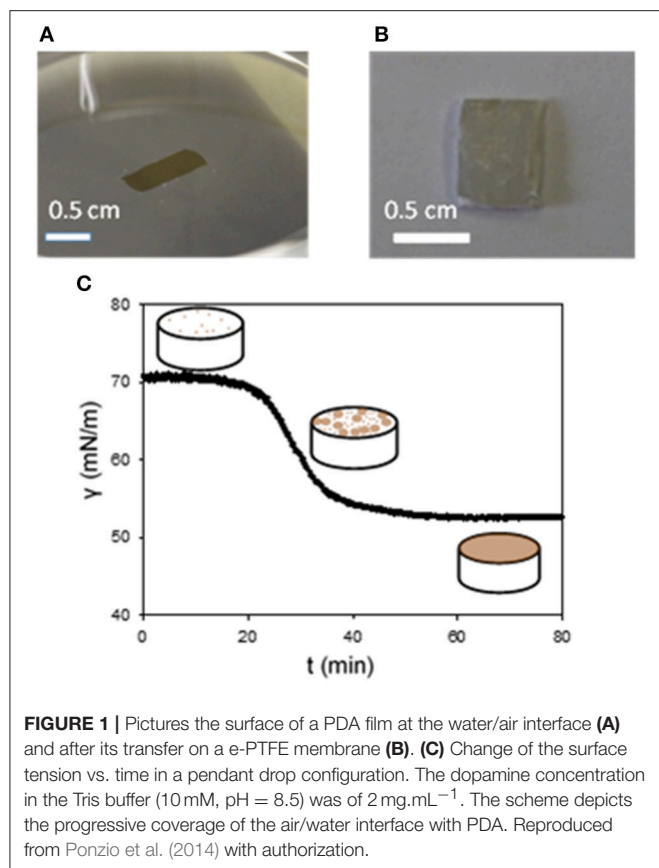 A
B
0.5 cm
0.5 cm
C
80
70
60
50
40
γ (mN/m)
0
20
40
60
80
t (min)
FIGURE 1 | Pictures the surface of a PDA film at the water/air interface (A)
and after its transfer on a e-PTFE membrane (B). (C) Change of the surface
tension vs. time in a pendant drop configuration. The dopamine concentration
in the Tris buffer (10 mM, pH = 8.5) was of 2 mg.mL⁻¹. The scheme depicts
the progressive coverage of the air/water interface with PDA. Reproduced
from Ponzio et al. (2014) with authorization.